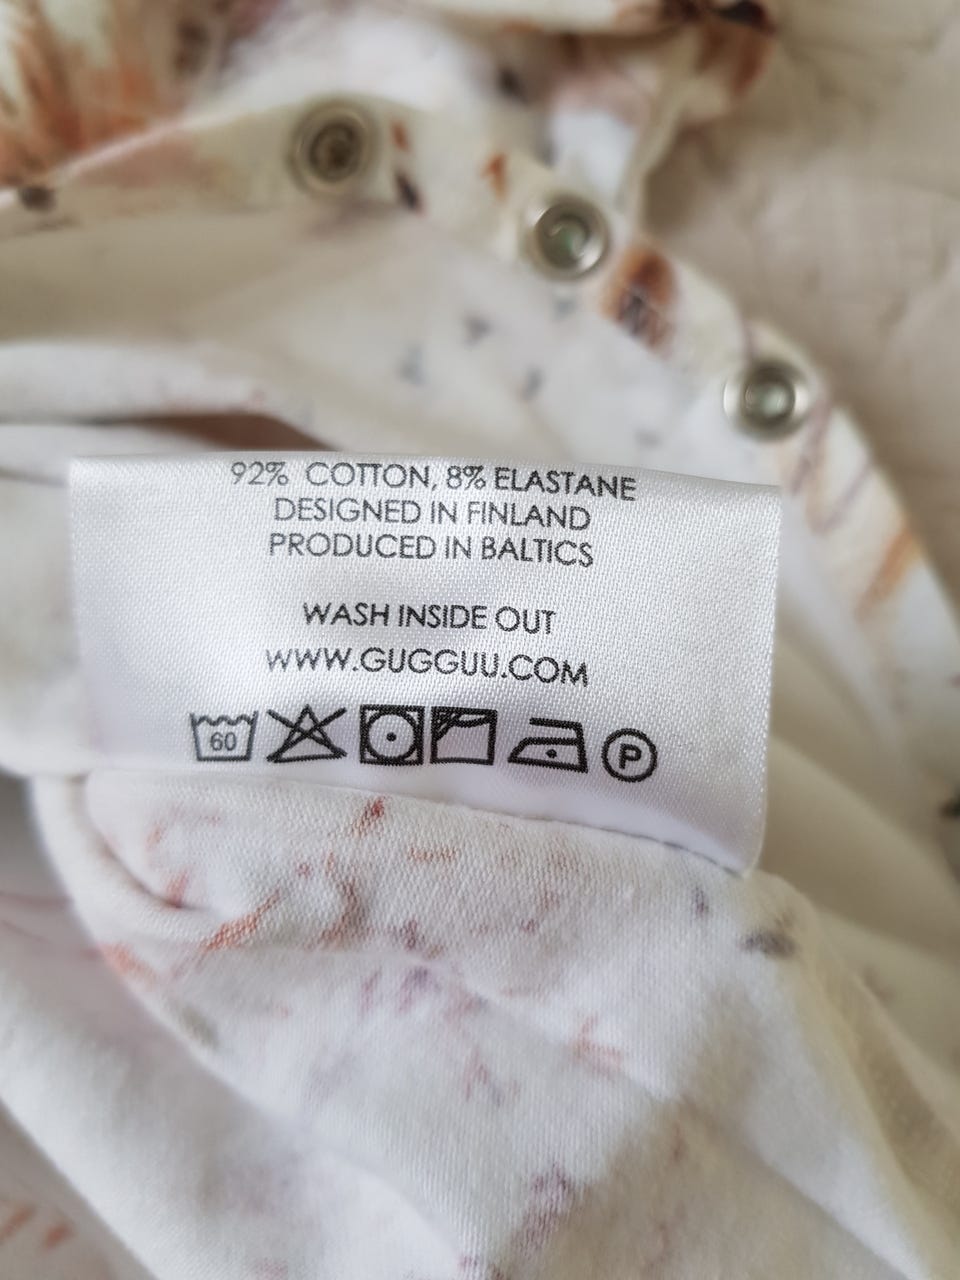 92% COTTON, 8% ELASTANE
DESIGNED IN FINLAND
PRODUCED IN BALTICS
WASH INSIDE OUT
WWW.GUGGUU.COM
60 P